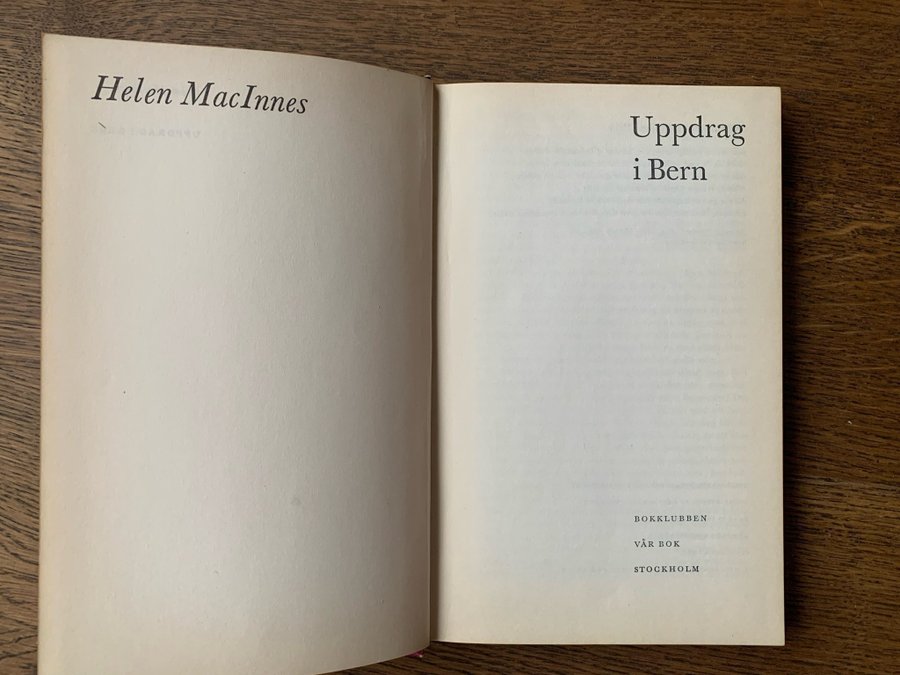 Helen MacInnes
Uppdrag
i Bern
BOKKLUBBEN
VÅR BOK
STOCKHOLM